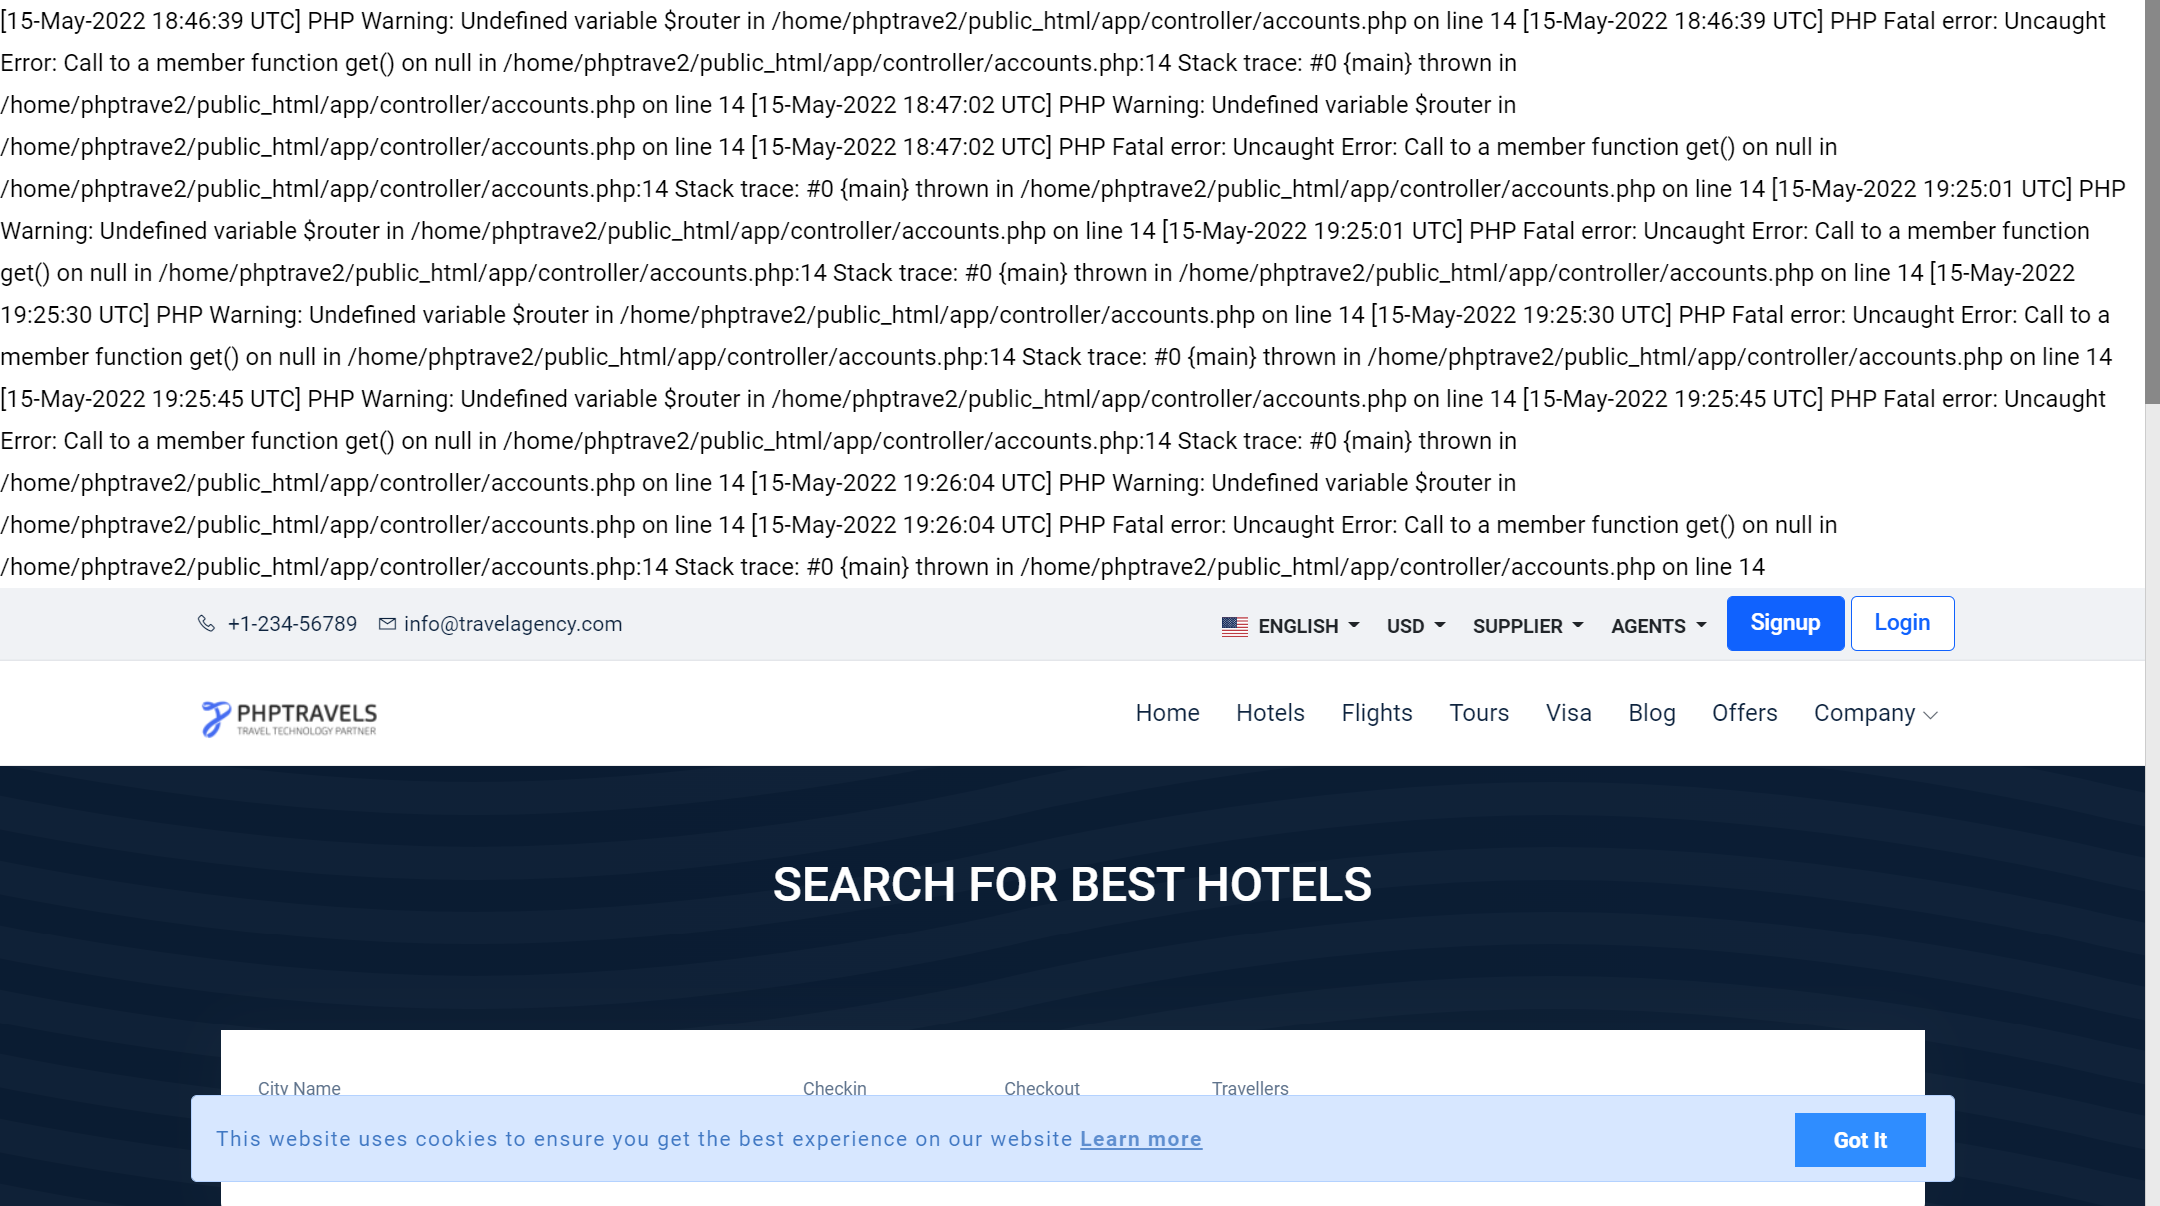 [15-May-2022 18:46:39 UTC] PHP Warning: Undefined variable $router in /home/phptrave2/public_html/app/controller/accounts.php on line 14 [15-May-2022 18:46:39 UTC] PHP Fatal error: Uncaught
Error: Call to a member function get() on null in /home/phptrave2/public_html/app/controller/accounts.php:14 Stack trace: #0 {main} thrown in
/home/phptrave2/public_html/app/controller/accounts.php on line 14 [15-May-2022 18:47:02 UTC] PHP Warning: Undefined variable $router in
/home/phptrave2/public_html/app/controller/accounts.php on line 14 [15-May-2022 18:47:02 UTC] PHP Fatal error: Uncaught Error: Call to a member function get() on null in
/home/phptrave2/public_html/app/controller/accounts.php:14 Stack trace: #0 {main} thrown in /home/phptrave2/public_html/app/controller/accounts.php on line 14 [15-May-2022 19:25:01 UTC] PHP
Warning: Undefined variable $router in /home/phptrave2/public_html/app/controller/accounts.php on line 14 [15-May-2022 19:25:01 UTC] PHP Fatal error: Uncaught Error: Call to a member function
get() on null in /home/phptrave2/public_html/app/controller/accounts.php:14 Stack trace: #0 {main} thrown in /home/phptrave2/public_html/app/controller/accounts.php on line 14 [15-May-2022
19:25:30 UTC] PHP Warning: Undefined variable $router in /home/phptrave2/public_html/app/controller/accounts.php on line 14 [15-May-2022 19:25:30 UTC] PHP Fatal error: Uncaught Error: Call to a
member function get() on null in /home/phptrave2/public_html/app/controller/accounts.php:14 Stack trace: #0 {main} thrown in /home/phptrave2/public_html/app/controller/accounts.php on line 14
[15-May-2022 19:25:45 UTC] PHP Warning: Undefined variable $router in /home/phptrave2/public_html/app/controller/accounts.php on line 14 [15-May-2022 19:25:45 UTC] PHP Fatal error: Uncaught
Error: Call to a member function get() on null in /home/phptrave2/public_html/app/controller/accounts.php:14 Stack trace: #0 {main} thrown in
/home/phptrave2/public_html/app/controller/accounts.php on line 14 [15-May-2022 19:26:04 UTC] PHP Warning: Undefined variable $router in
/home/phptrave2/public_html/app/controller/accounts.php on line 14 [15-May-2022 19:26:04 UTC] PHP Fatal error: Uncaught Error: Call to a member function get() on null in
/home/phptrave2/public_html/app/controller/accounts.php:14 Stack trace: #0 {main} thrown in /home/phptrave2/public_html/app/controller/accounts.php on line 14
+1-234-56789 info@travelagency.com ENGLISH USD SUPPLIER AGENTS Signup Login
PHPTRAVELS
TRAVEL TECHNOLOGY PARTNER
Home Hotels Flights Tours Visa Blog Offers Company
SEARCH FOR BEST HOTELS
City Name Checkin Checkout Travellers
This website uses cookies to ensure you get the best experience on our website Learn more Got It